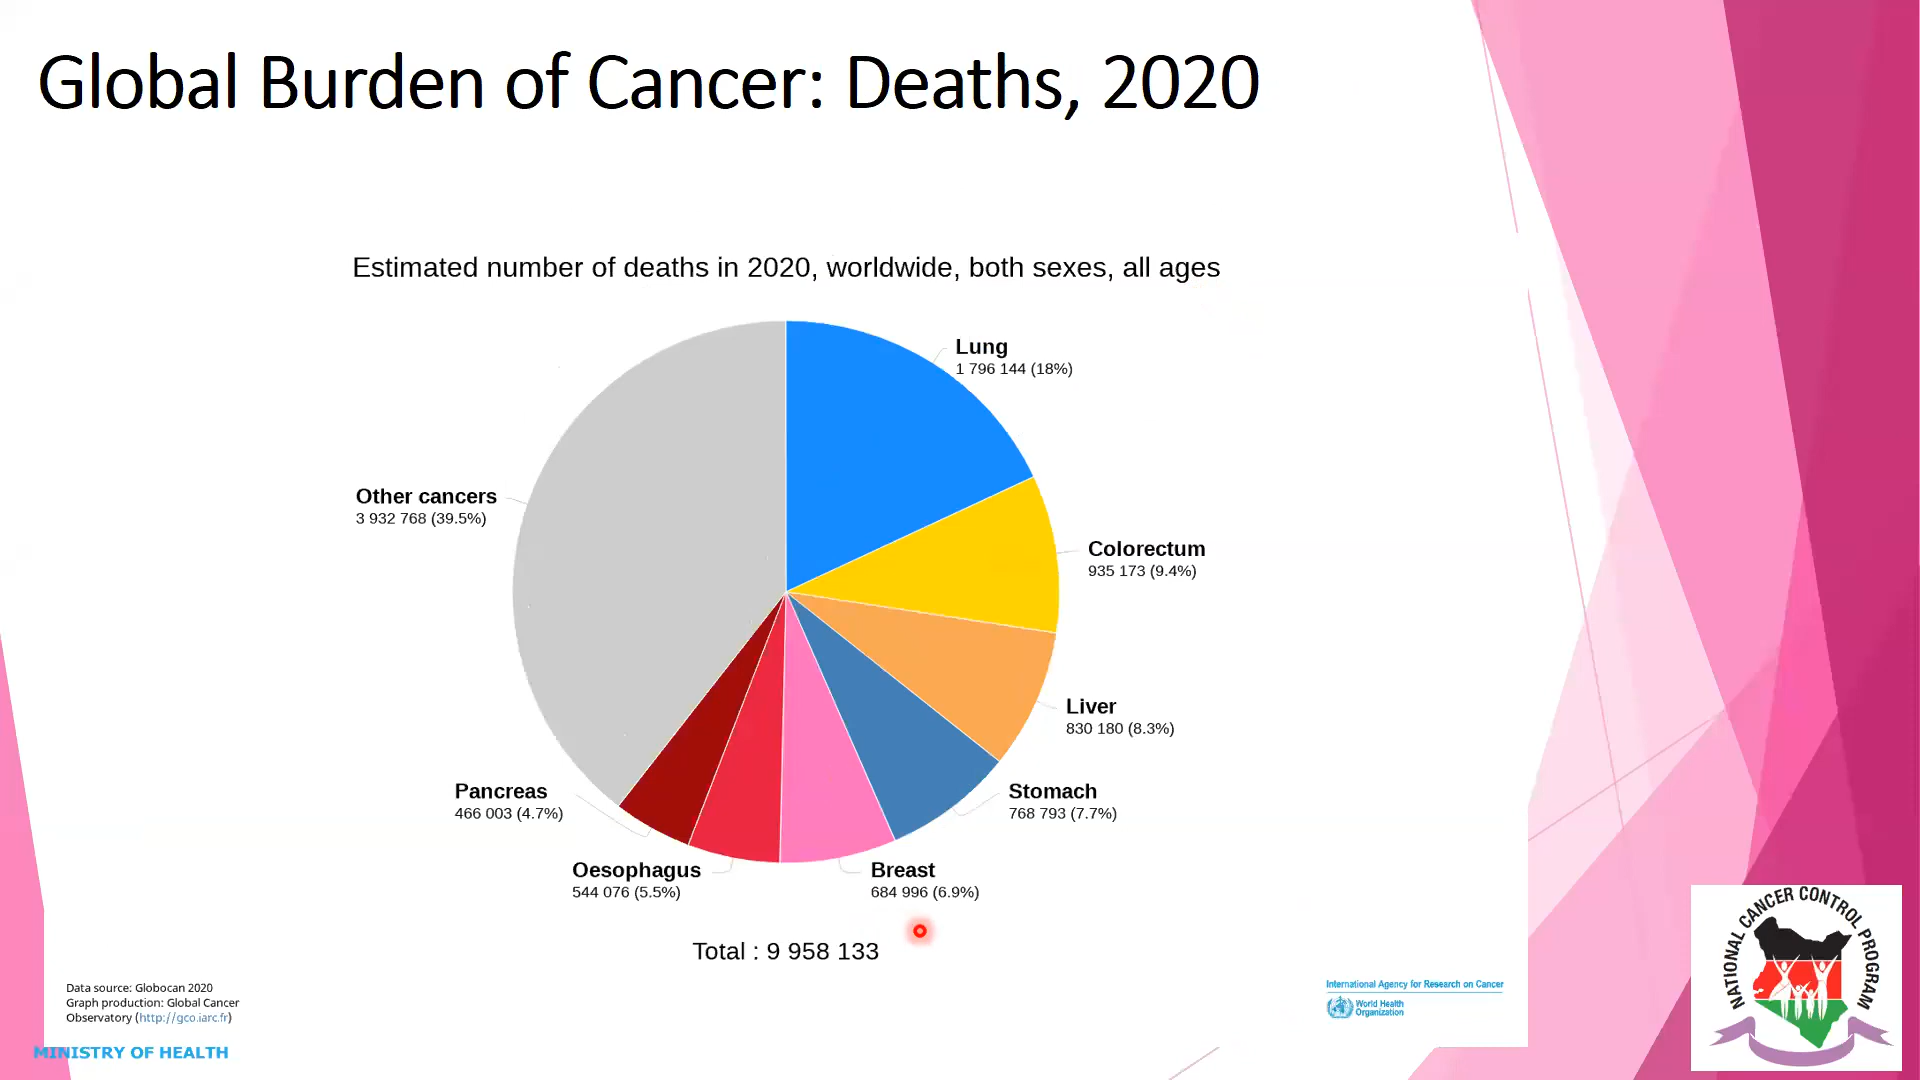 Global Burden of Cancer: Deaths, 2020
Estimated number of deaths in 2020, worldwide, both sexes, all ages
Lung
1 796 144 (18%)
Other cancers
3 932 768 (39.5%)
Colorectum
935 173 (9.4%)
Liver
830 180 (8.3%)
Pancreas
466 003 (4.7%)
Stomach
768 793 (7.7%)
Oesophagus
544 076 (5.5%)
Breast
684 996 (6.9%)
Total : 9 958 133
Data source: Globocan 2020
Graph production: Global Cancer
Observatory (http://gco.iarc.fr)
International Agency for Research on Cancer
World Health
Organization
MINISTRY OF HEALTH
NATIONAL CANCER CONTROL PROGRAM